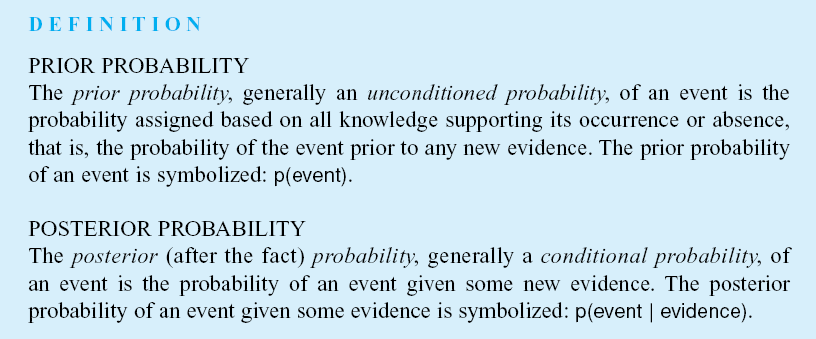 DEFINITION
PRIOR PROBABILITY
The prior probability, generally an unconditioned probability, of an event is the
probability assigned based on all knowledge supporting its occurrence or absence,
that is, the probability of the event prior to any new evidence. The prior probability
of an event is symbolized: p(event).
POSTERIOR PROBABILITY
The posterior (after the fact) probability, generally a conditional probability, of
an event is the probability of an event given some new evidence. The posterior
probability of an event given some evidence is symbolized: p(event | evidence).